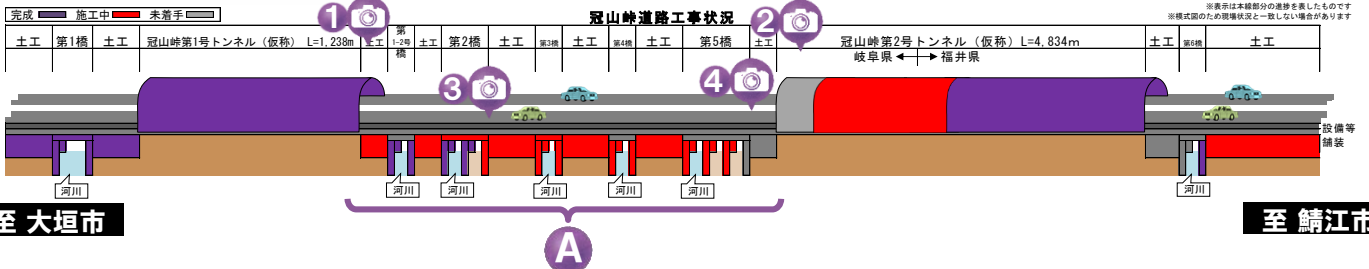 完成 施工中 未着手
冠山峠道路工事状況
※表示は本線部分の進捗を表したものです
※模式図のため現場状況と一致しない場合があります
1
2
土工 第1橋 土工 冠山峠第1号トンネル（仮称） L=1,238m 土工 第1-2号橋 土工 第2橋 土工 第3橋 土工 第4橋 土工 第5橋 土工 冠山峠第2号トンネル（仮称）L=4,834m 土工 第6橋 土工
岐阜県 福井県
3
4
設備等
舗装
河川 河川 河川 河川 河川 河川 河川
至 大垣市
至 鯖江市
A